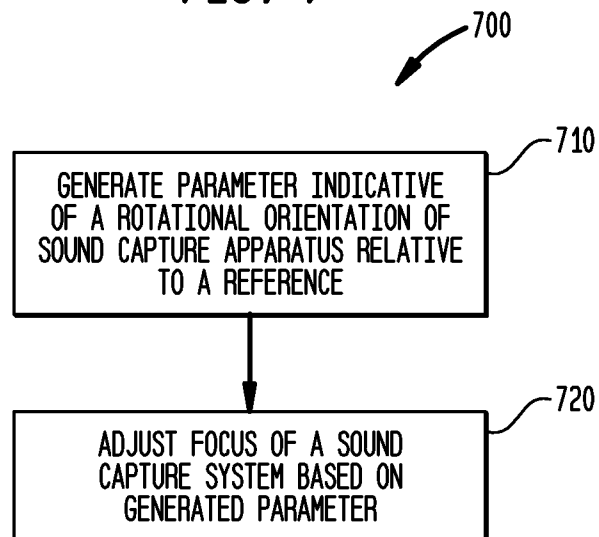 700
710
GENERATE PARAMETER INDICATIVE
OF A ROTATIONAL ORIENTATION OF
SOUND CAPTURE APPARATUS RELATIVE
TO A REFERENCE
720
ADJUST FOCUS OF A SOUND
CAPTURE SYSTEM BASED ON
GENERATED PARAMETER